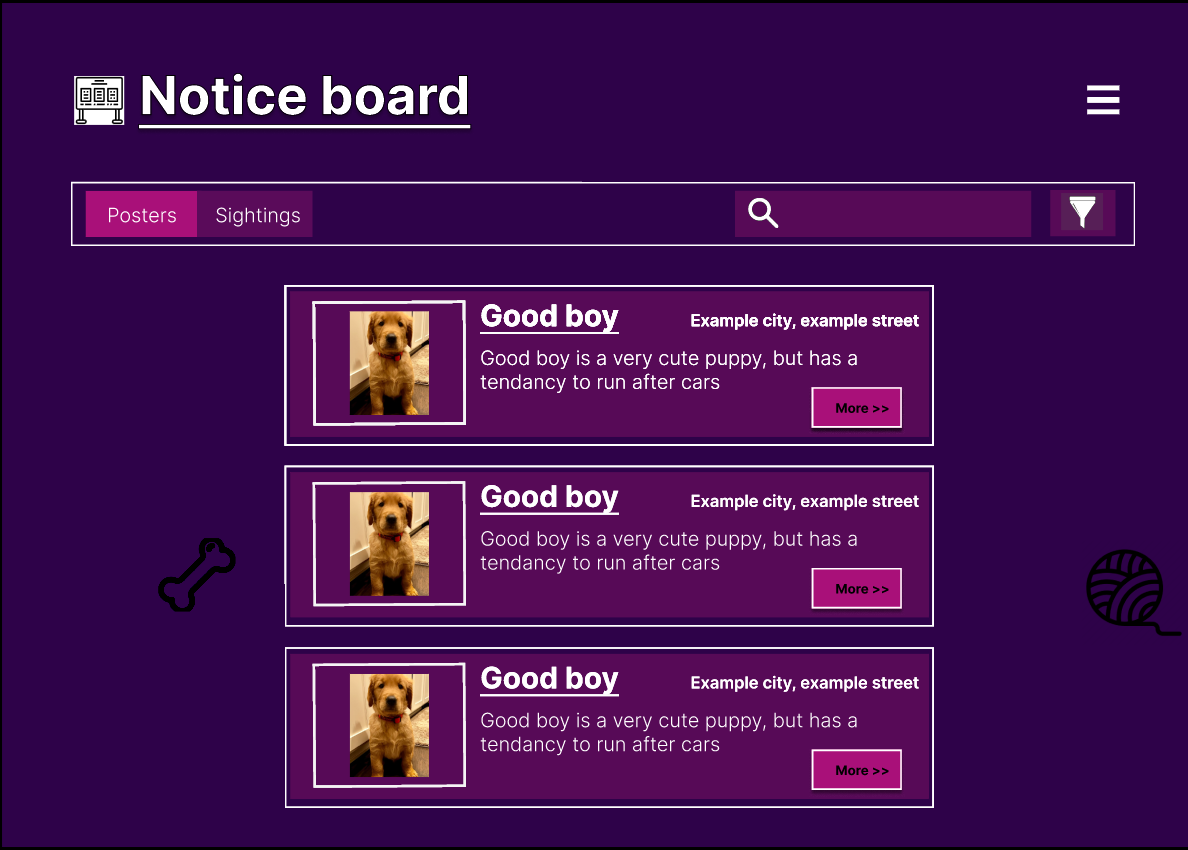 Notice board
Posters
Sightings
Good boy
Example city, example street
Good boy is a very cute puppy, but has a
tendancy to run after cars
More >>
Good boy
Example city, example street
Good boy is a very cute puppy, but has a
tendancy to run after cars
More >>
Good boy
Example city, example street
Good boy is a very cute puppy, but has a
tendancy to run after cars
More >>